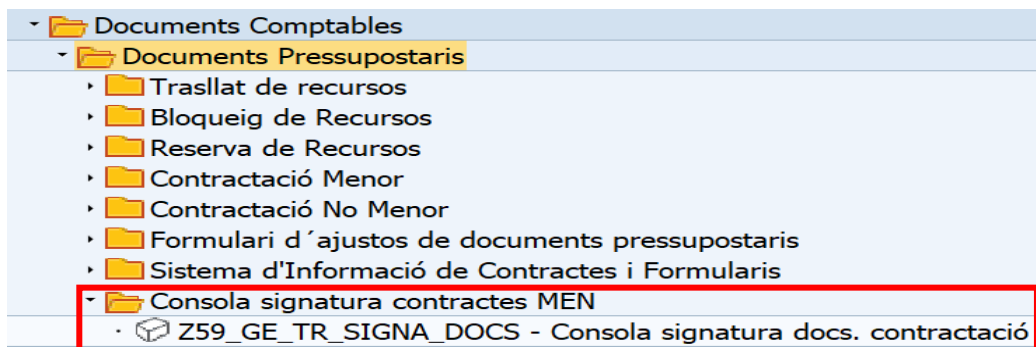 Documents Comptables
Documents Pressupostaris
Trasllat de recursos
Bloqueig de Recursos
Reserva de Recursos
Contractació Menor
Contractació No Menor
Formulari d´ajustos de documents pressupostaris
Sistema d'Informació de Contractes i Formularis
Consola signatura contractes MEN
Z59_GE_TR_SIGNA_DOCS - Consola signatura docs. contractació